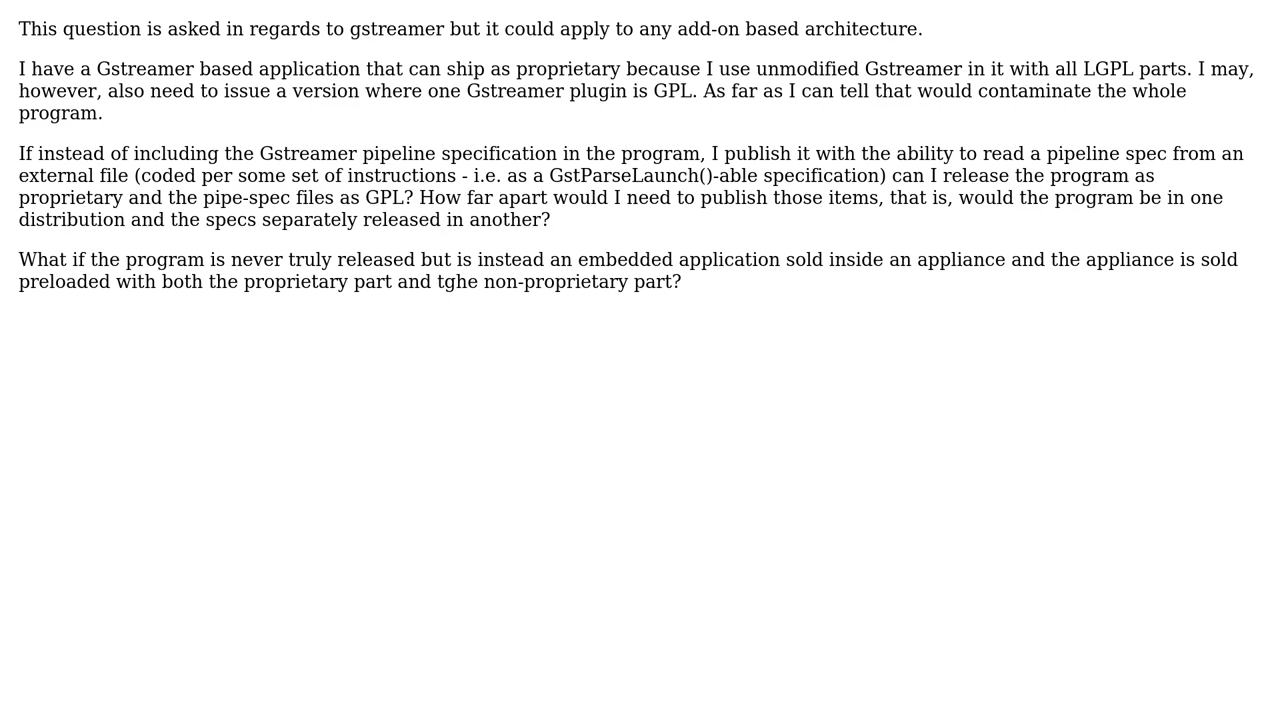 This question is asked in regards to gstreamer but it could apply to any add-on based architecture.
I have a Gstreamer based application that can ship as proprietary because I use unmodified Gstreamer in it with all LGPL parts. I may,
however, also need to issue a version where one Gstreamer plugin is GPL. As far as I can tell that would contaminate the whole
program.
If instead of including the Gstreamer pipeline specification in the program, I publish it with the ability to read a pipeline spec from an
external file (coded per some set of instructions - i.e. as a GstParseLaunch()-able specification) can I release the program as
proprietary and the pipe-spec files as GPL? How far apart would I need to publish those items, that is, would the program be in one
distribution and the specs separately released in another?
What if the program is never truly released but is instead an embedded application sold inside an appliance and the appliance is sold
preloaded with both the proprietary part and tghe non-proprietary part?